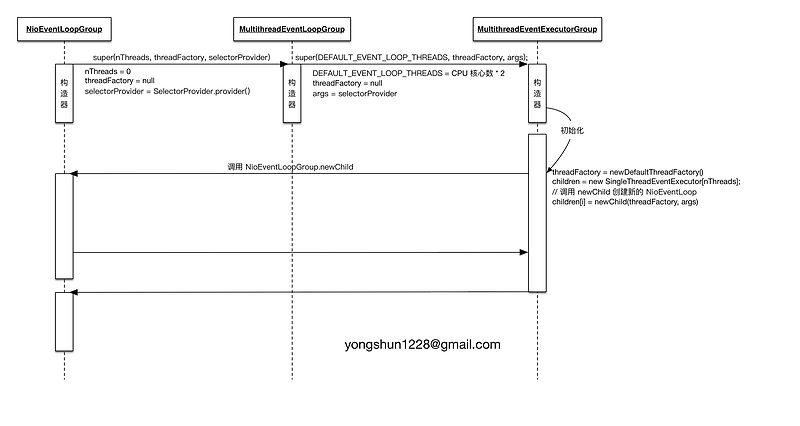 NioEventLoopGroup
MultithreadEventLoopGroup
MultithreadEventExecutorGroup
super(nThreads, threadFactory, selectorProvider)
super(DEFAULT_EVENT_LOOP_THREADS, threadFactory, args);
构造器
nThreads = 0
threadFactory = null
selectorProvider = SelectorProvider.provider()
构造器
DEFAULT_EVENT_LOOP_THREADS = CPU 核心数 * 2
threadFactory = null
args = selectorProvider
构造器
初始化
调用 NioEventLoopGroup.newChild
threadFactory = newDefaultThreadFactory()
children = new SingleThreadEventExecutor[nThreads];
// 调用 newChild 创建新的 NioEventLoop
children[i] = newChild(threadFactory, args)
yongshun1228@gmail.com